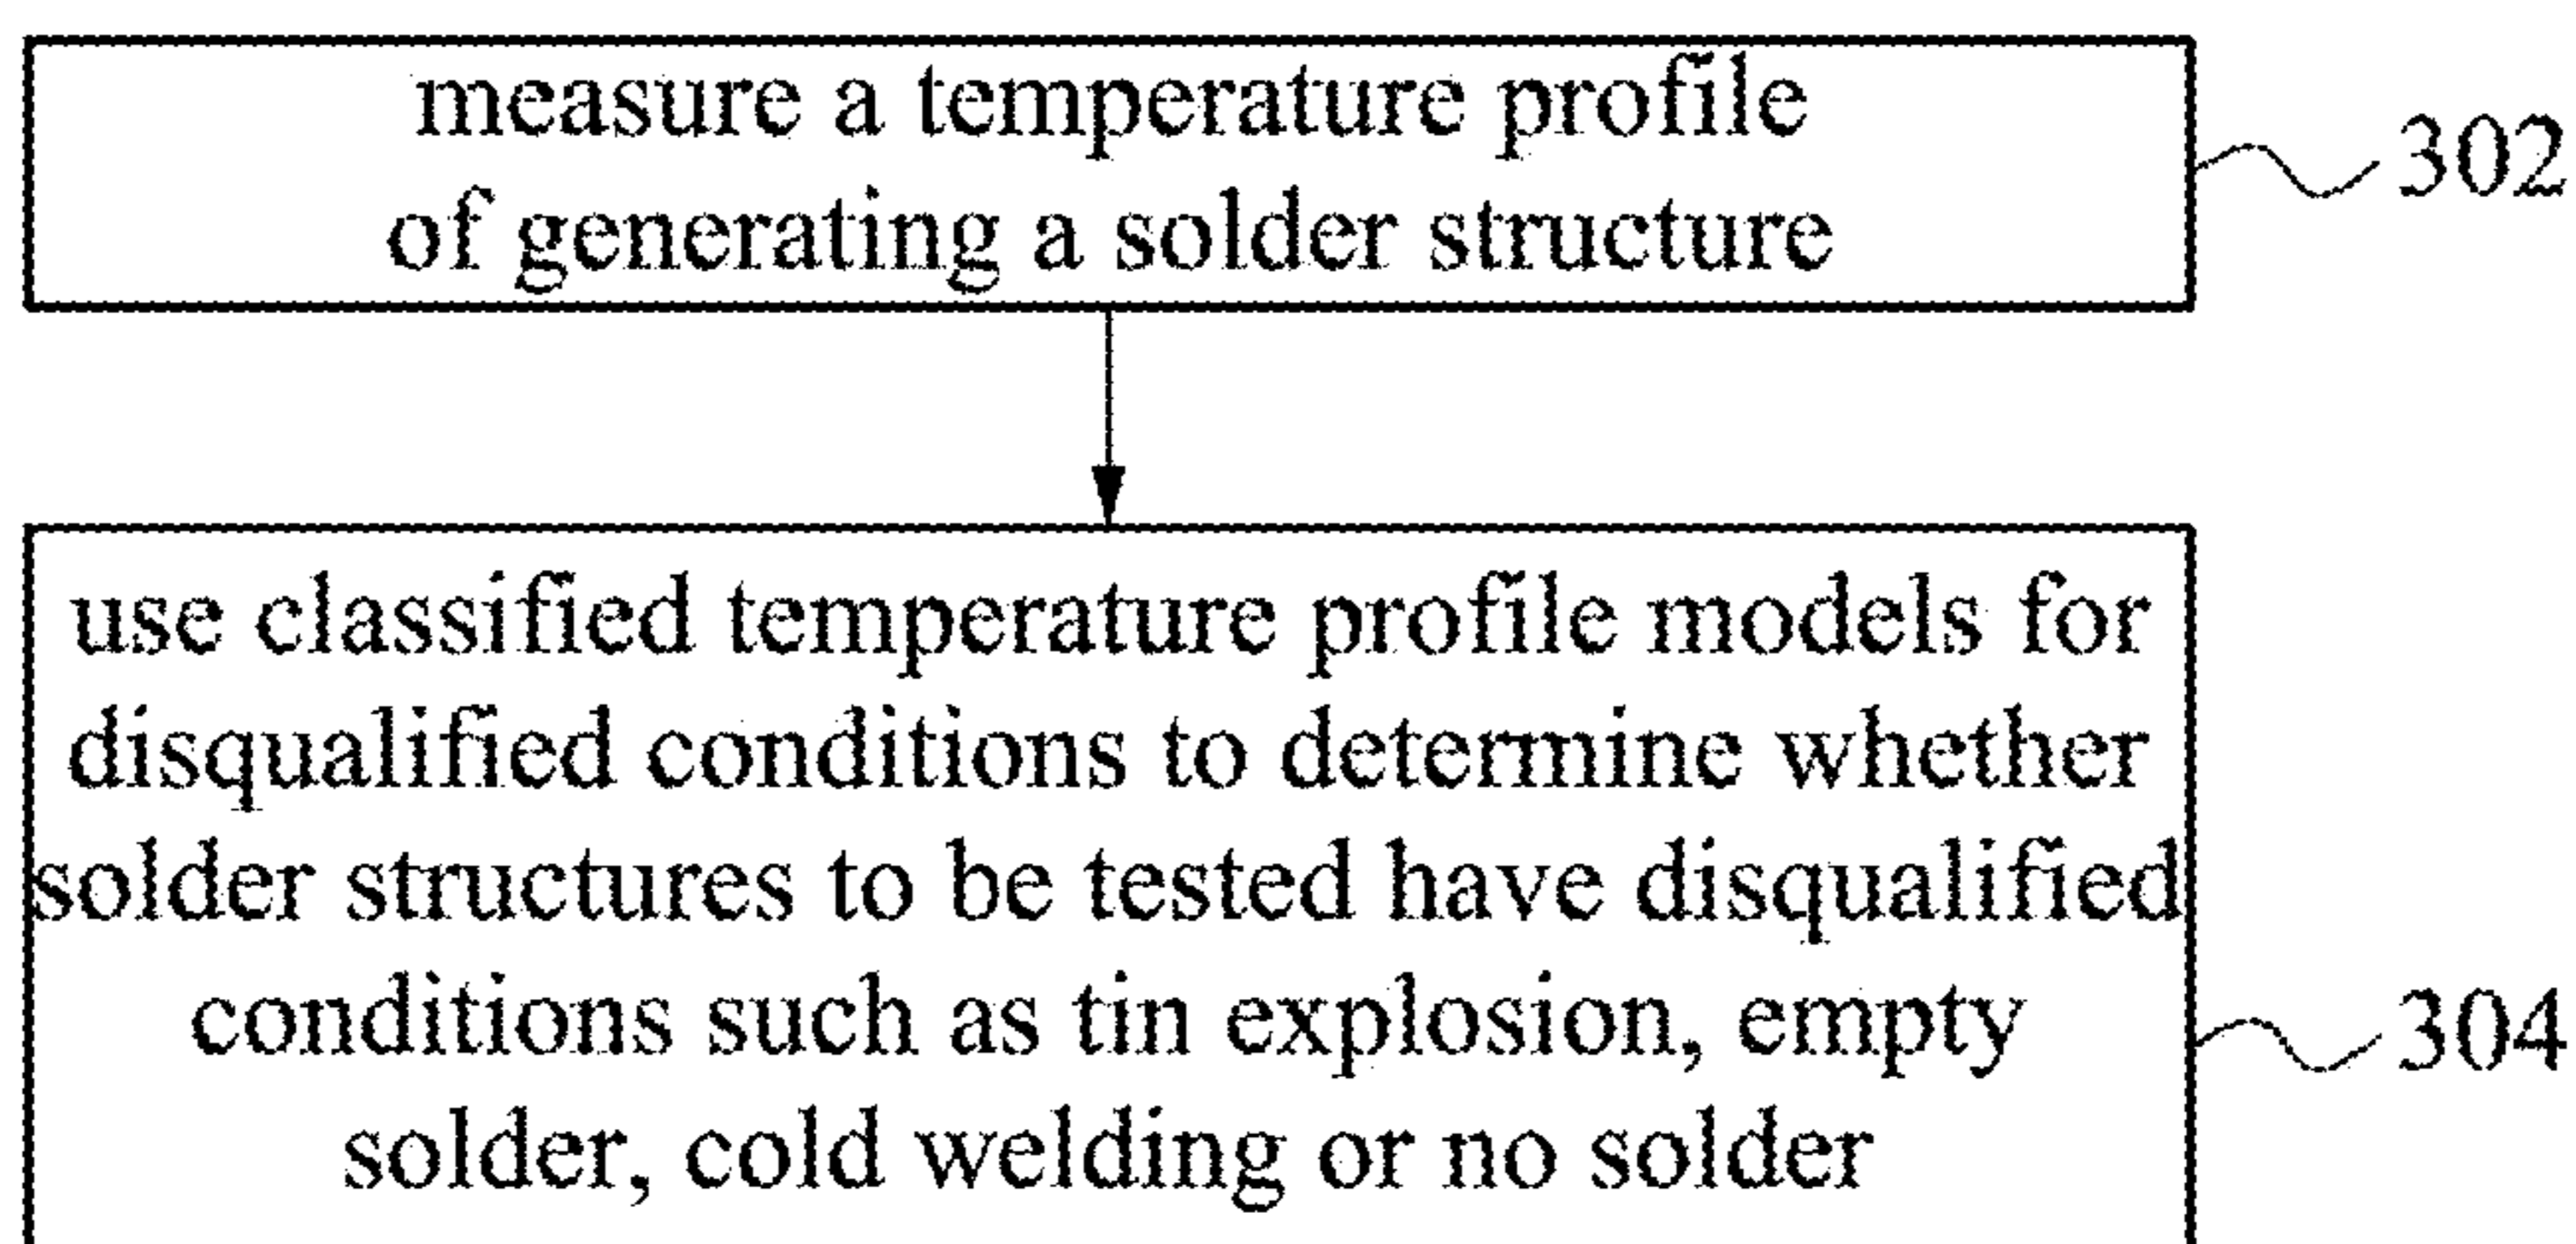 measure a temperature profile
of generating a solder structure
302
use classified temperature profile models for
disqualified conditions to determine whether
solder structures to be tested have disqualified
conditions such as tin explosion, empty
solder, cold welding or no solder
304